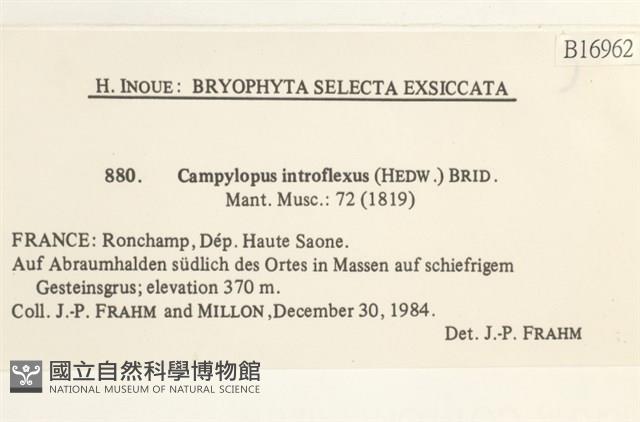 B16962
H. INOUE: BRYOPHYTA SELECTA EXSICCATA
880. Campylopus introflexus (HEDW.) BRID.
Mant. Musc.: 72 (1819)
FRANCE: Ronchamp, Dép. Haute Saone.
Auf Abraumhalden südlich des Ortes in Massen auf schiefrigem
Gesteinsgrus; elevation 370 m.
Coll. J.-P. FRAHM and MILLON, December 30, 1984.
Det. J.-P. FRAHM
國立自然科學博物館
NATIONAL MUSEUM OF NATURAL SCIENCE